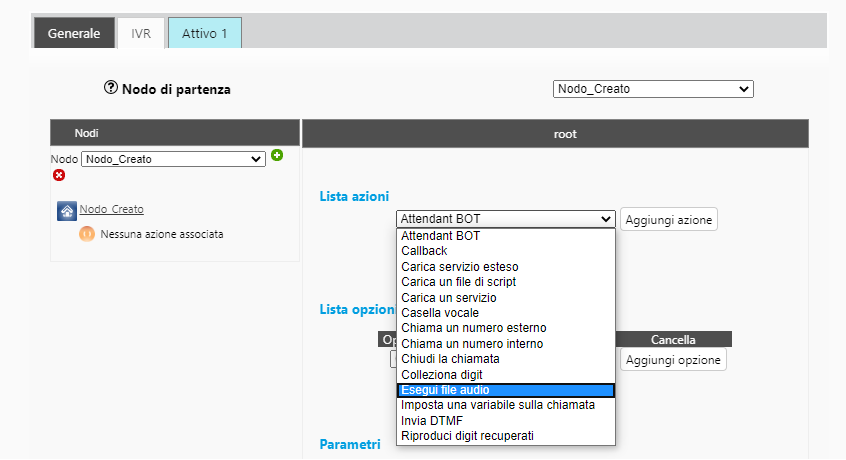 Generale IVR Attivo 1
Nodo di partenza Nodo_Creato
Nodi root
Nodo Nodo_Creato
Nodo_Creato
Nessuna azione associata
Lista azioni
Attendant BOT Aggiungi azione
Attendant BOT
Callback
Carica servizio esteso
Carica un file di script
Carica un servizio
Casella vocale
Chiama un numero esterno
Chiama un numero interno
Chiudi la chiamata
Colleziona digit
Esegui file audio
Imposta una variabile sulla chiamata
Invia DTMF
Riproduci digit recuperati
Lista
Cancella
Aggiungi opzione
Parametri